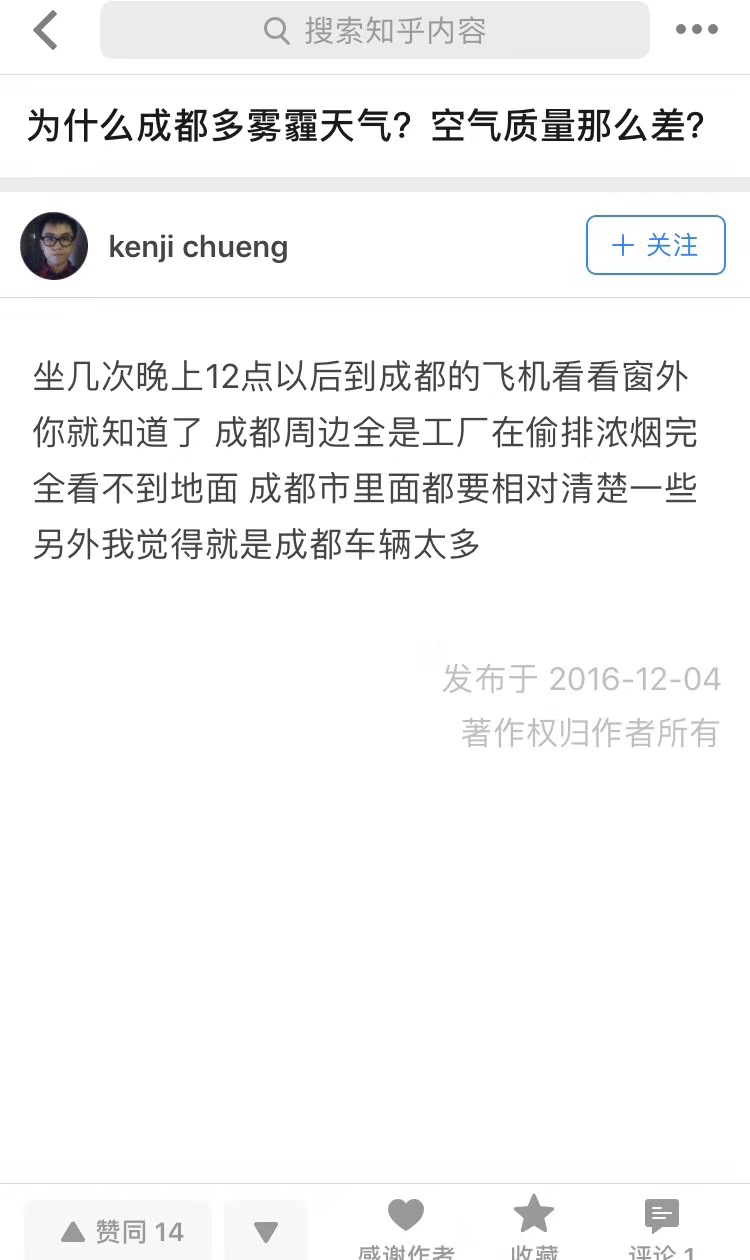 搜索知乎内容
为什么成都多雾霾天气？空气质量那么差？
kenji chueng
关注
坐几次晚上12点以后到成都的飞机看看窗外
你就知道了 成都周边全是工厂在偷排浓烟完
全看不到地面 成都市里面都要相对清楚一些
另外我觉得就是成都车辆太多
发布于 2016-12-04
著作权归作者所有
赞同 14
感谢作者 收藏 评论 1